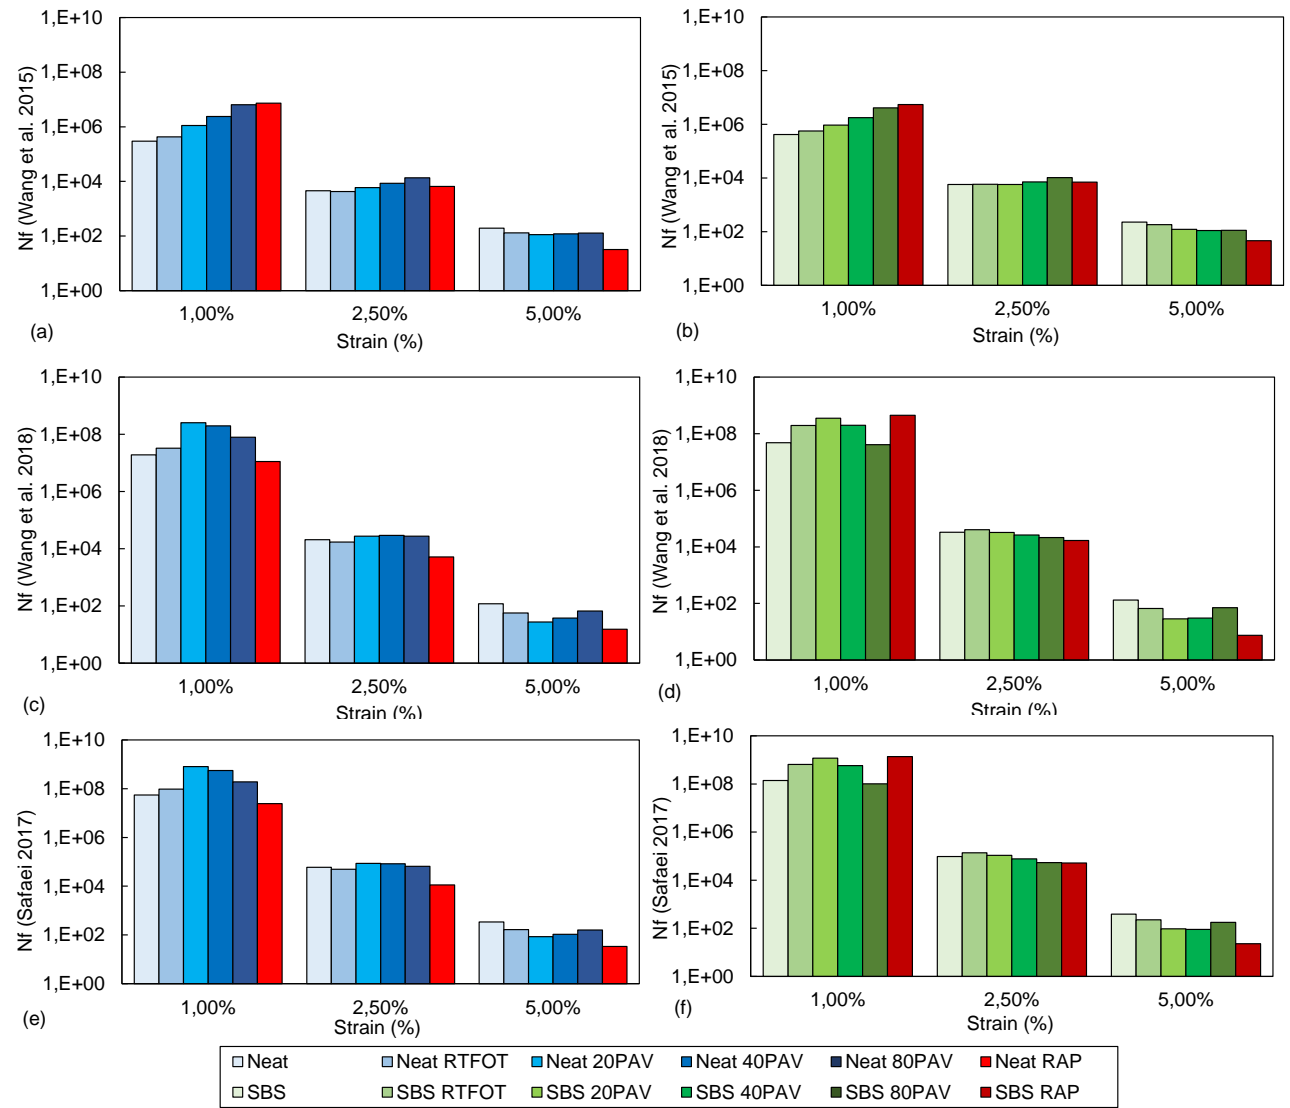 1,E+10
1,E+08
1,E+06
1,E+04
1,E+02
1,E+00
Nf (Wang et al. 2015)
1,00% 2,50% 5,00%
Strain (%)
(a)
1,E+10
1,E+08
1,E+06
1,E+04
1,E+02
1,E+00
Nf (Wang et al. 2015)
1,00% 2,50% 5,00%
Strain (%)
(b)
1,E+10
1,E+08
1,E+06
1,E+04
1,E+02
1,E+00
Nf (Wang et al. 2018)
1,00% 2,50% 5,00%
Strain (%)
(c)
1,E+10
1,E+08
1,E+06
1,E+04
1,E+02
1,E+00
Nf (Wang et al. 2018)
1,00% 2,50% 5,00%
Strain (%)
(d)
1,E+10
1,E+08
1,E+06
1,E+04
1,E+02
1,E+00
Nf (Safaei 2017)
1,00% 2,50% 5,00%
Strain (%)
(e)
1,E+10
1,E+08
1,E+06
1,E+04
1,E+02
1,E+00
Nf (Safaei 2017)
1,00% 2,50% 5,00%
Strain (%)
(f)
Neat Neat RTFOT Neat 20PAV Neat 40PAV Neat 80PAV Neat RAP
SBS SBS RTFOT SBS 20PAV SBS 40PAV SBS 80PAV SBS RAP